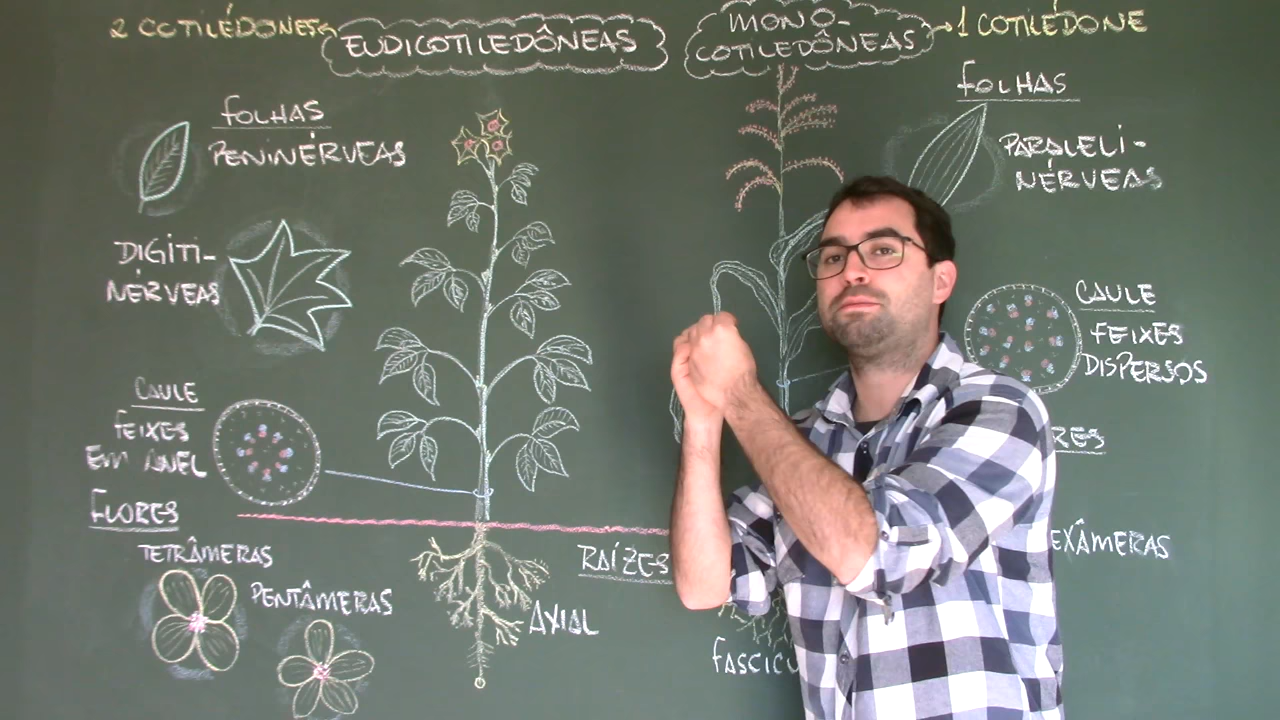 2 COTILÉDONES
EUDICOTILEDÔNEAS
FOLHAS
PENINÉRVEAS
DIGITI-
NÉRVEAS
CAULE
FEIXES
EM ANEL
FLORES
TETRÂMERAS
PENTÂMERAS
RAÍZES
AXIAL
MONO-
COTILEDÔNEAS
1 COTILÉDONE
FOLHAS
PARALELI-
NÉRVEAS
CAULE
FEIXES
DISPERSOS
RES
EXÂMERAS
FASCICU